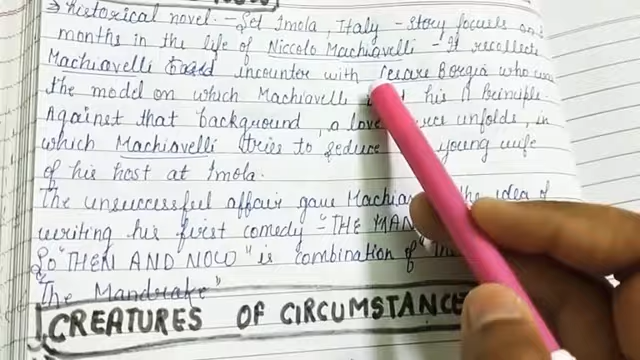 → Historical novel. - Set Imola, Italy - Story focuses on 3
months in the life of Niccolo Machiavelli - It recollects
Machiavelli incounter with Cesare Borgia who was
the model on which Machiavelli his Principle
Against that background, a love unfolds, in
which Machiavelli tries to seduce young wife
of his host at Imola.
The unsuccessful affair gave Machia the idea of
writing his first comedy - "THE MAN
So "THEN AND NOW" is combination of
The Mandrake"
CREATURES OF CIRCUMSTANCE